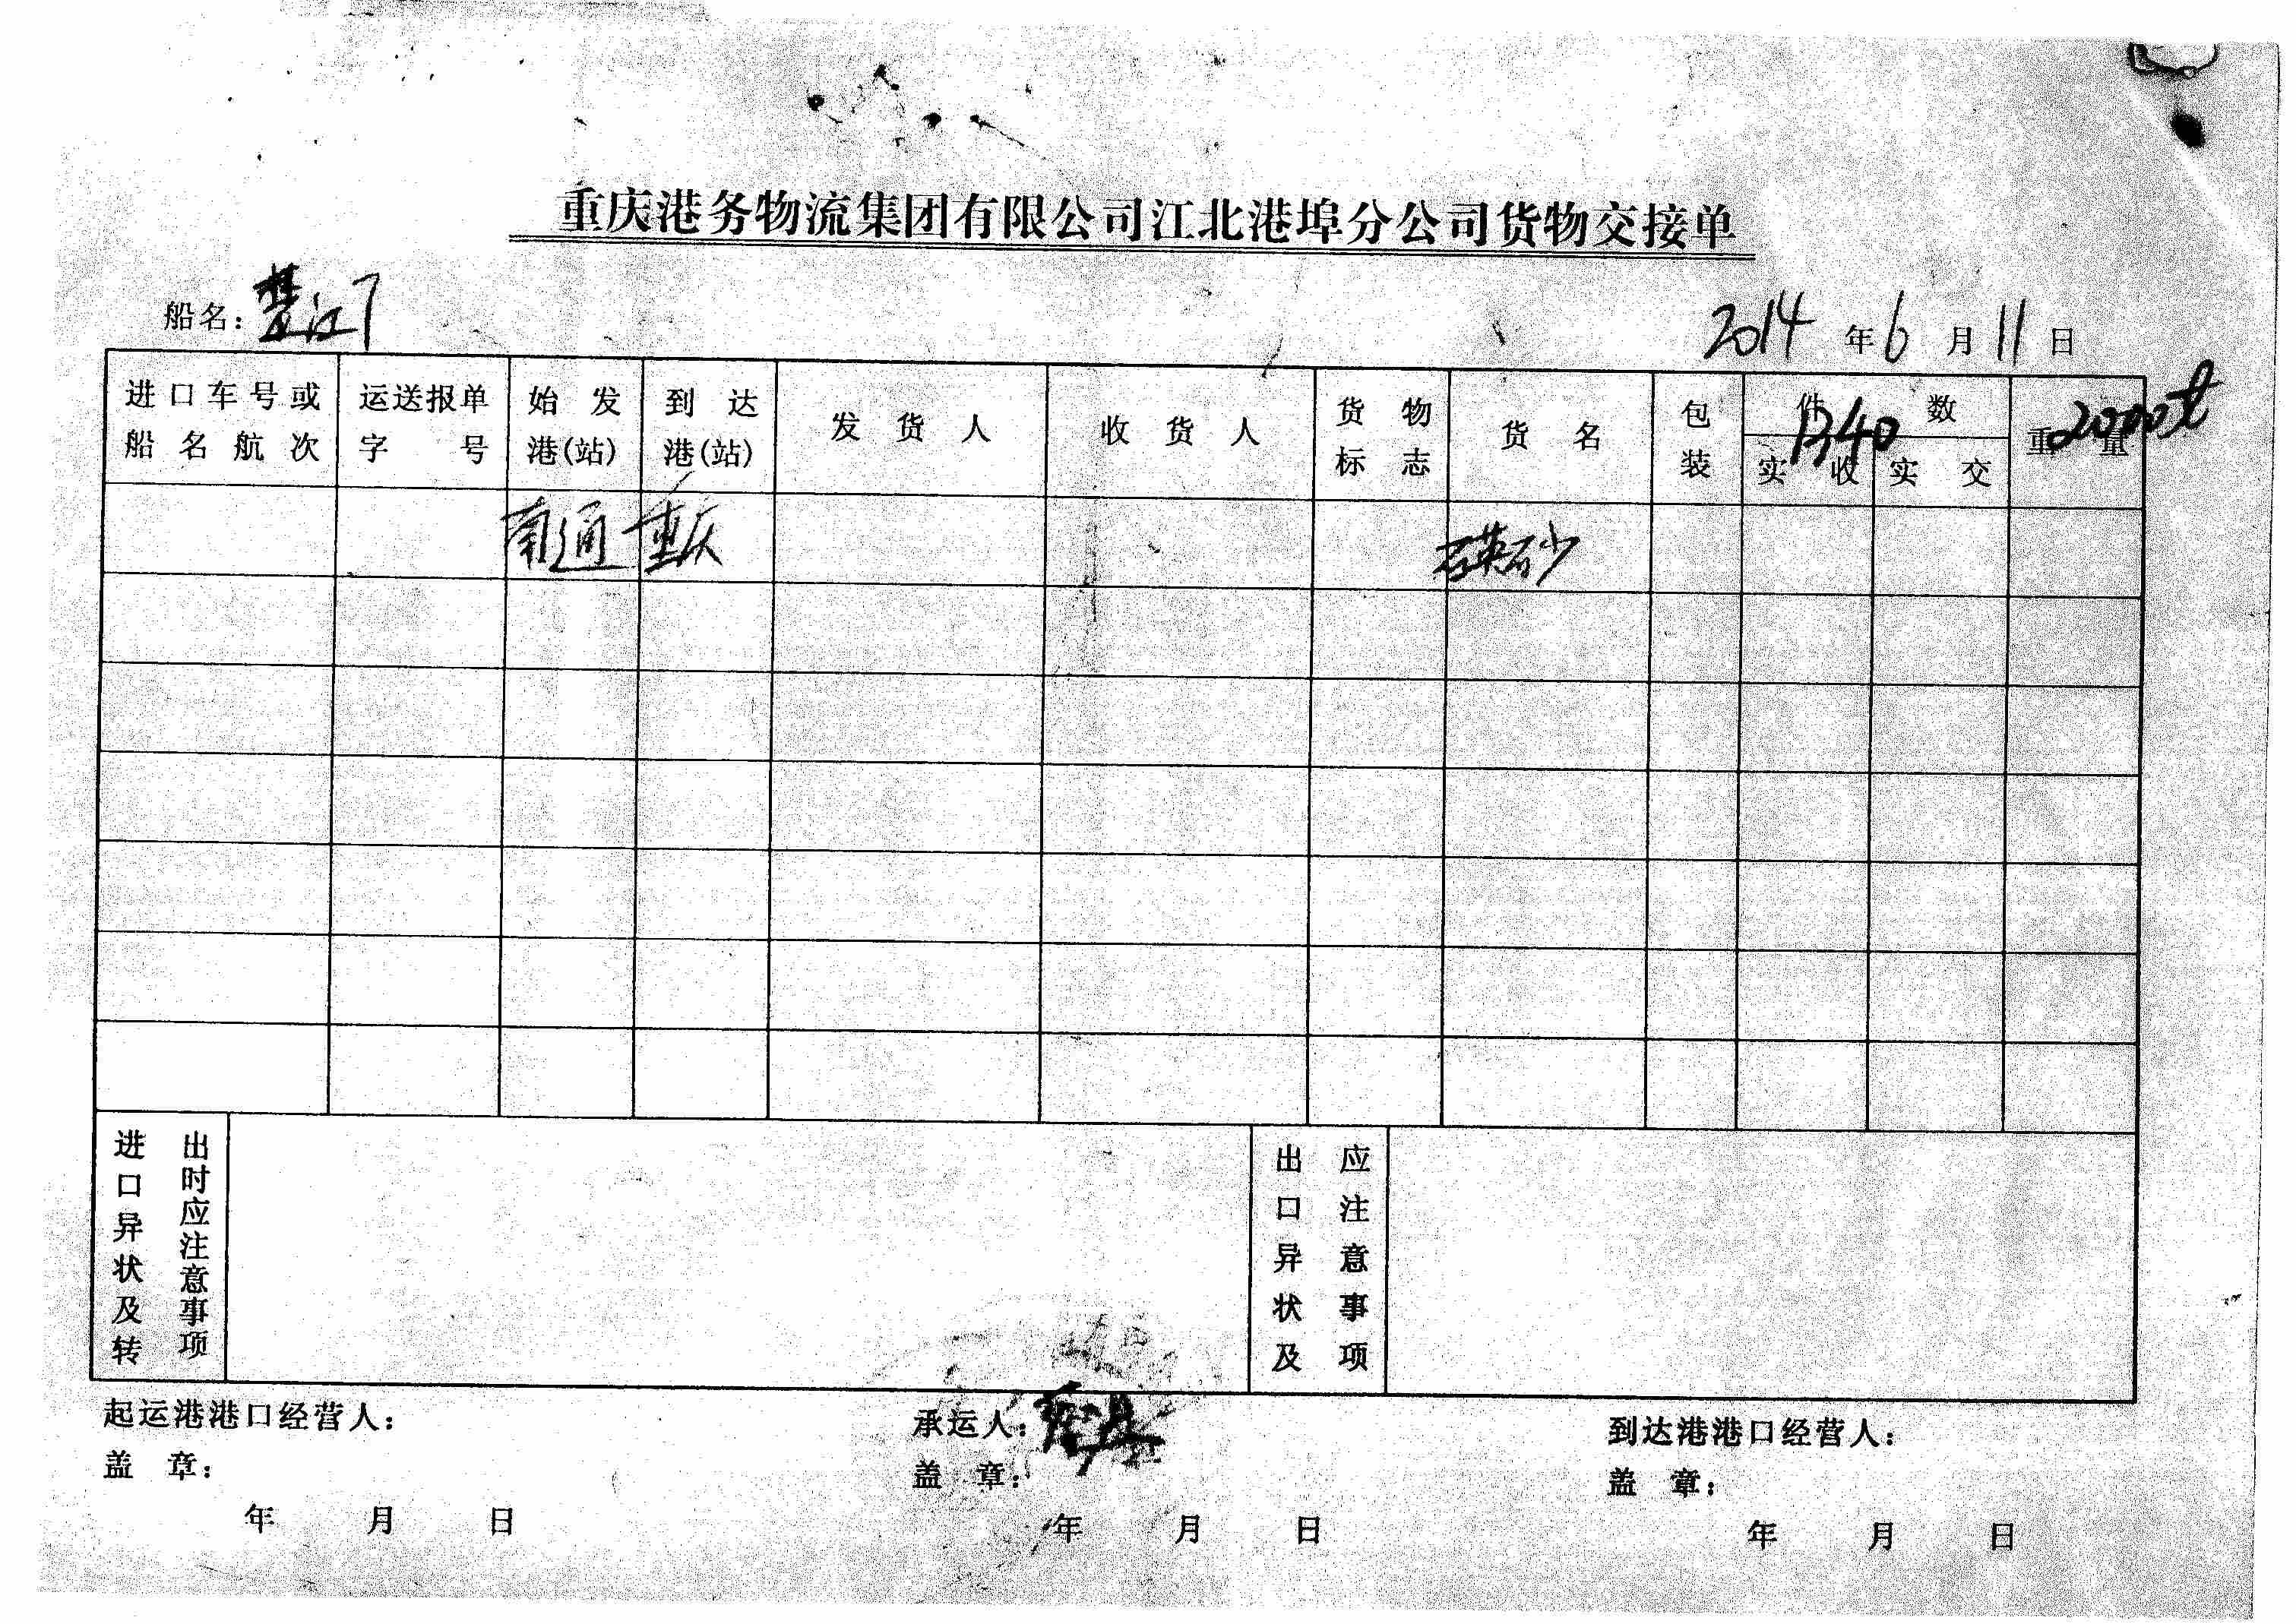 重庆港务物流集团有限公司江北港埠分公司货物交接单
船名：楚江7
2014年6月11日
进口车号或船名航次 运送报单字号 始发港(站) 到达港(站) 发货人 收货人 货物标志 货名 包装 件数 实收 实交 重量
1340 2000t
南通 重庆 石英砂
进口异状及转出时应注意事项
出口异状及应注意事项
起运港港口经营人： 承运人： 到达港港口经营人：
盖章： 盖章： 盖章：
年 月 日 年 月 日 年 月 日